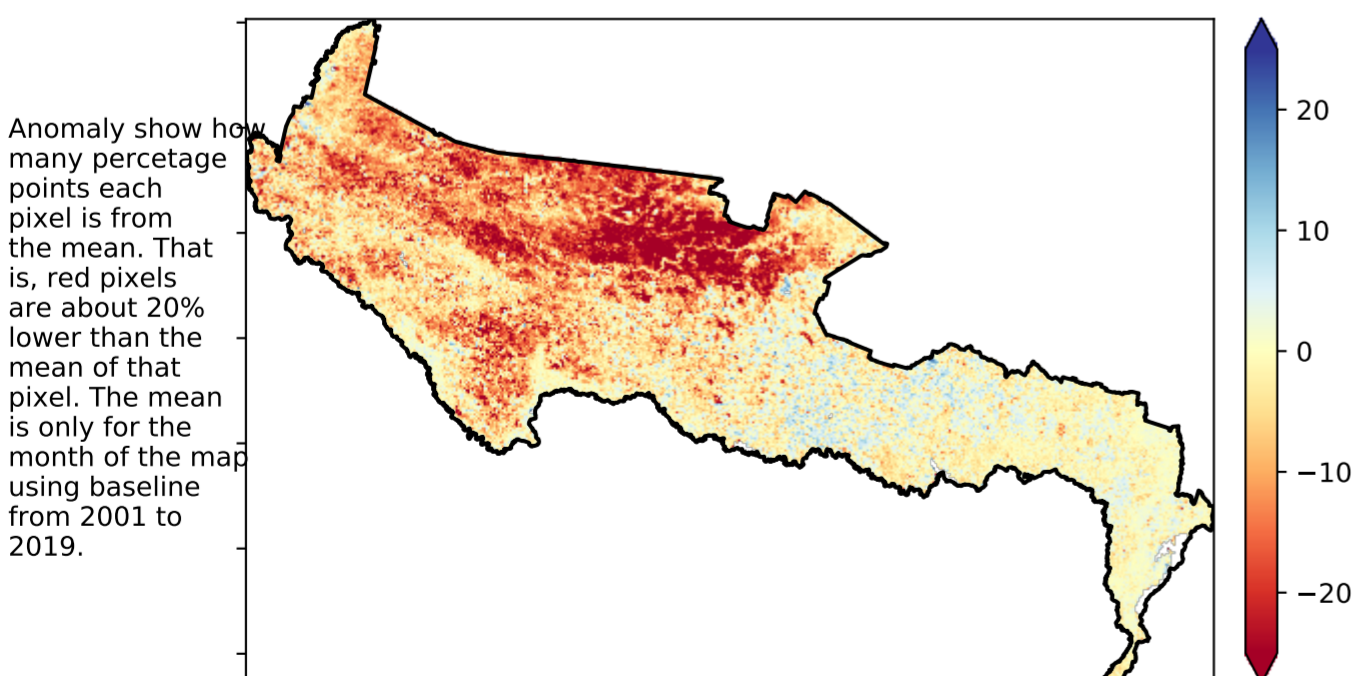 Anomaly show how
many percetage
points each
pixel is from
the mean. That
is, red pixels
are about 20%
lower than the
mean of that
pixel. The mean
is only for the
month of the map
using baseline
from 2001 to
2019.
20
10
0
−10
−20